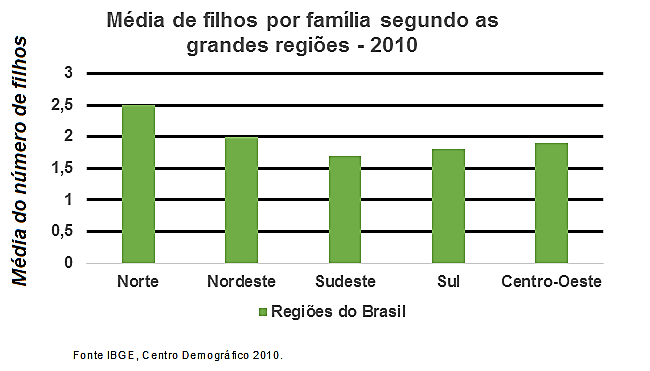 Média de filhos por família segundo as
grandes regiões - 2010
Média do número de filhos
3
2,5
2
1,5
1
0,5
0
Norte
Nordeste
Sudeste
Sul
Centro-Oeste
Regiões do Brasil
Fonte IBGE, Centro Demográfico 2010.